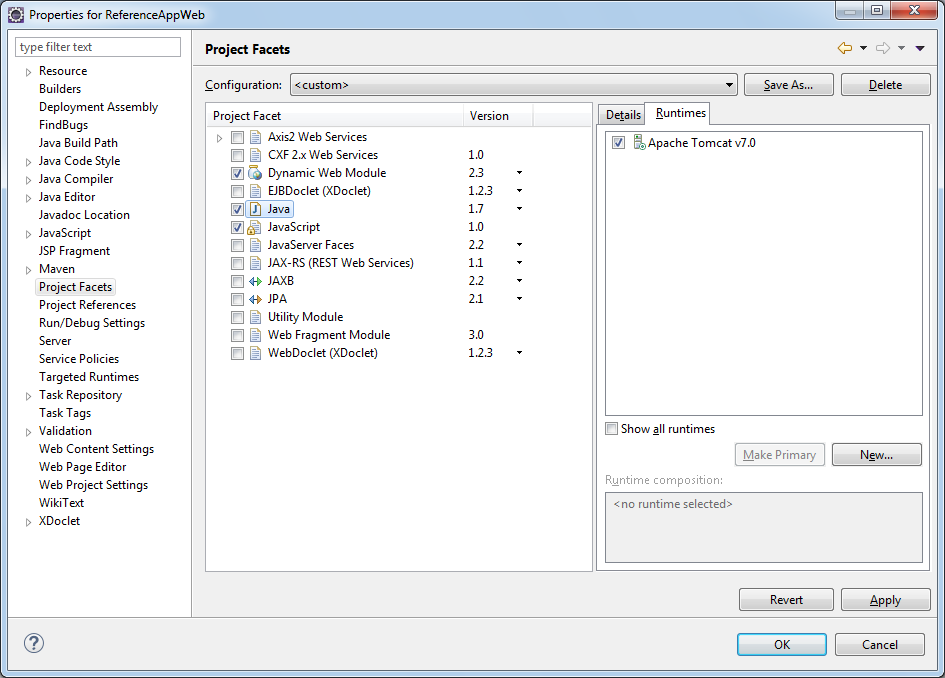 Properties for ReferenceAppWeb
type filter text
Resource
Builders
Deployment Assembly
FindBugs
Java Build Path
Java Code Style
Java Compiler
Java Editor
Javadoc Location
JavaScript
JSP Fragment
Maven
Project Facets
Project References
Run/Debug Settings
Server
Service Policies
Targeted Runtimes
Task Repository
Task Tags
Validation
Web Content Settings
Web Page Editor
Web Project Settings
WikiText
XDoclet
Project Facets
Configuration: <custom> Save As... Delete
Project Facet Version
Axis2 Web Services
CXF 2.x Web Services 1.0
Dynamic Web Module 2.3
EJBDoclet (XDoclet) 1.2.3
Java 1.7
JavaScript 1.0
JavaServer Faces 2.2
JAX-RS (REST Web Services) 1.1
JAXB 2.2
JPA 2.1
Utility Module
Web Fragment Module 3.0
WebDoclet (XDoclet) 1.2.3
Details Runtimes
Apache Tomcat v7.0
Show all runtimes
Make Primary New...
Runtime composition:
<no runtime selected>
Revert Apply
? OK Cancel